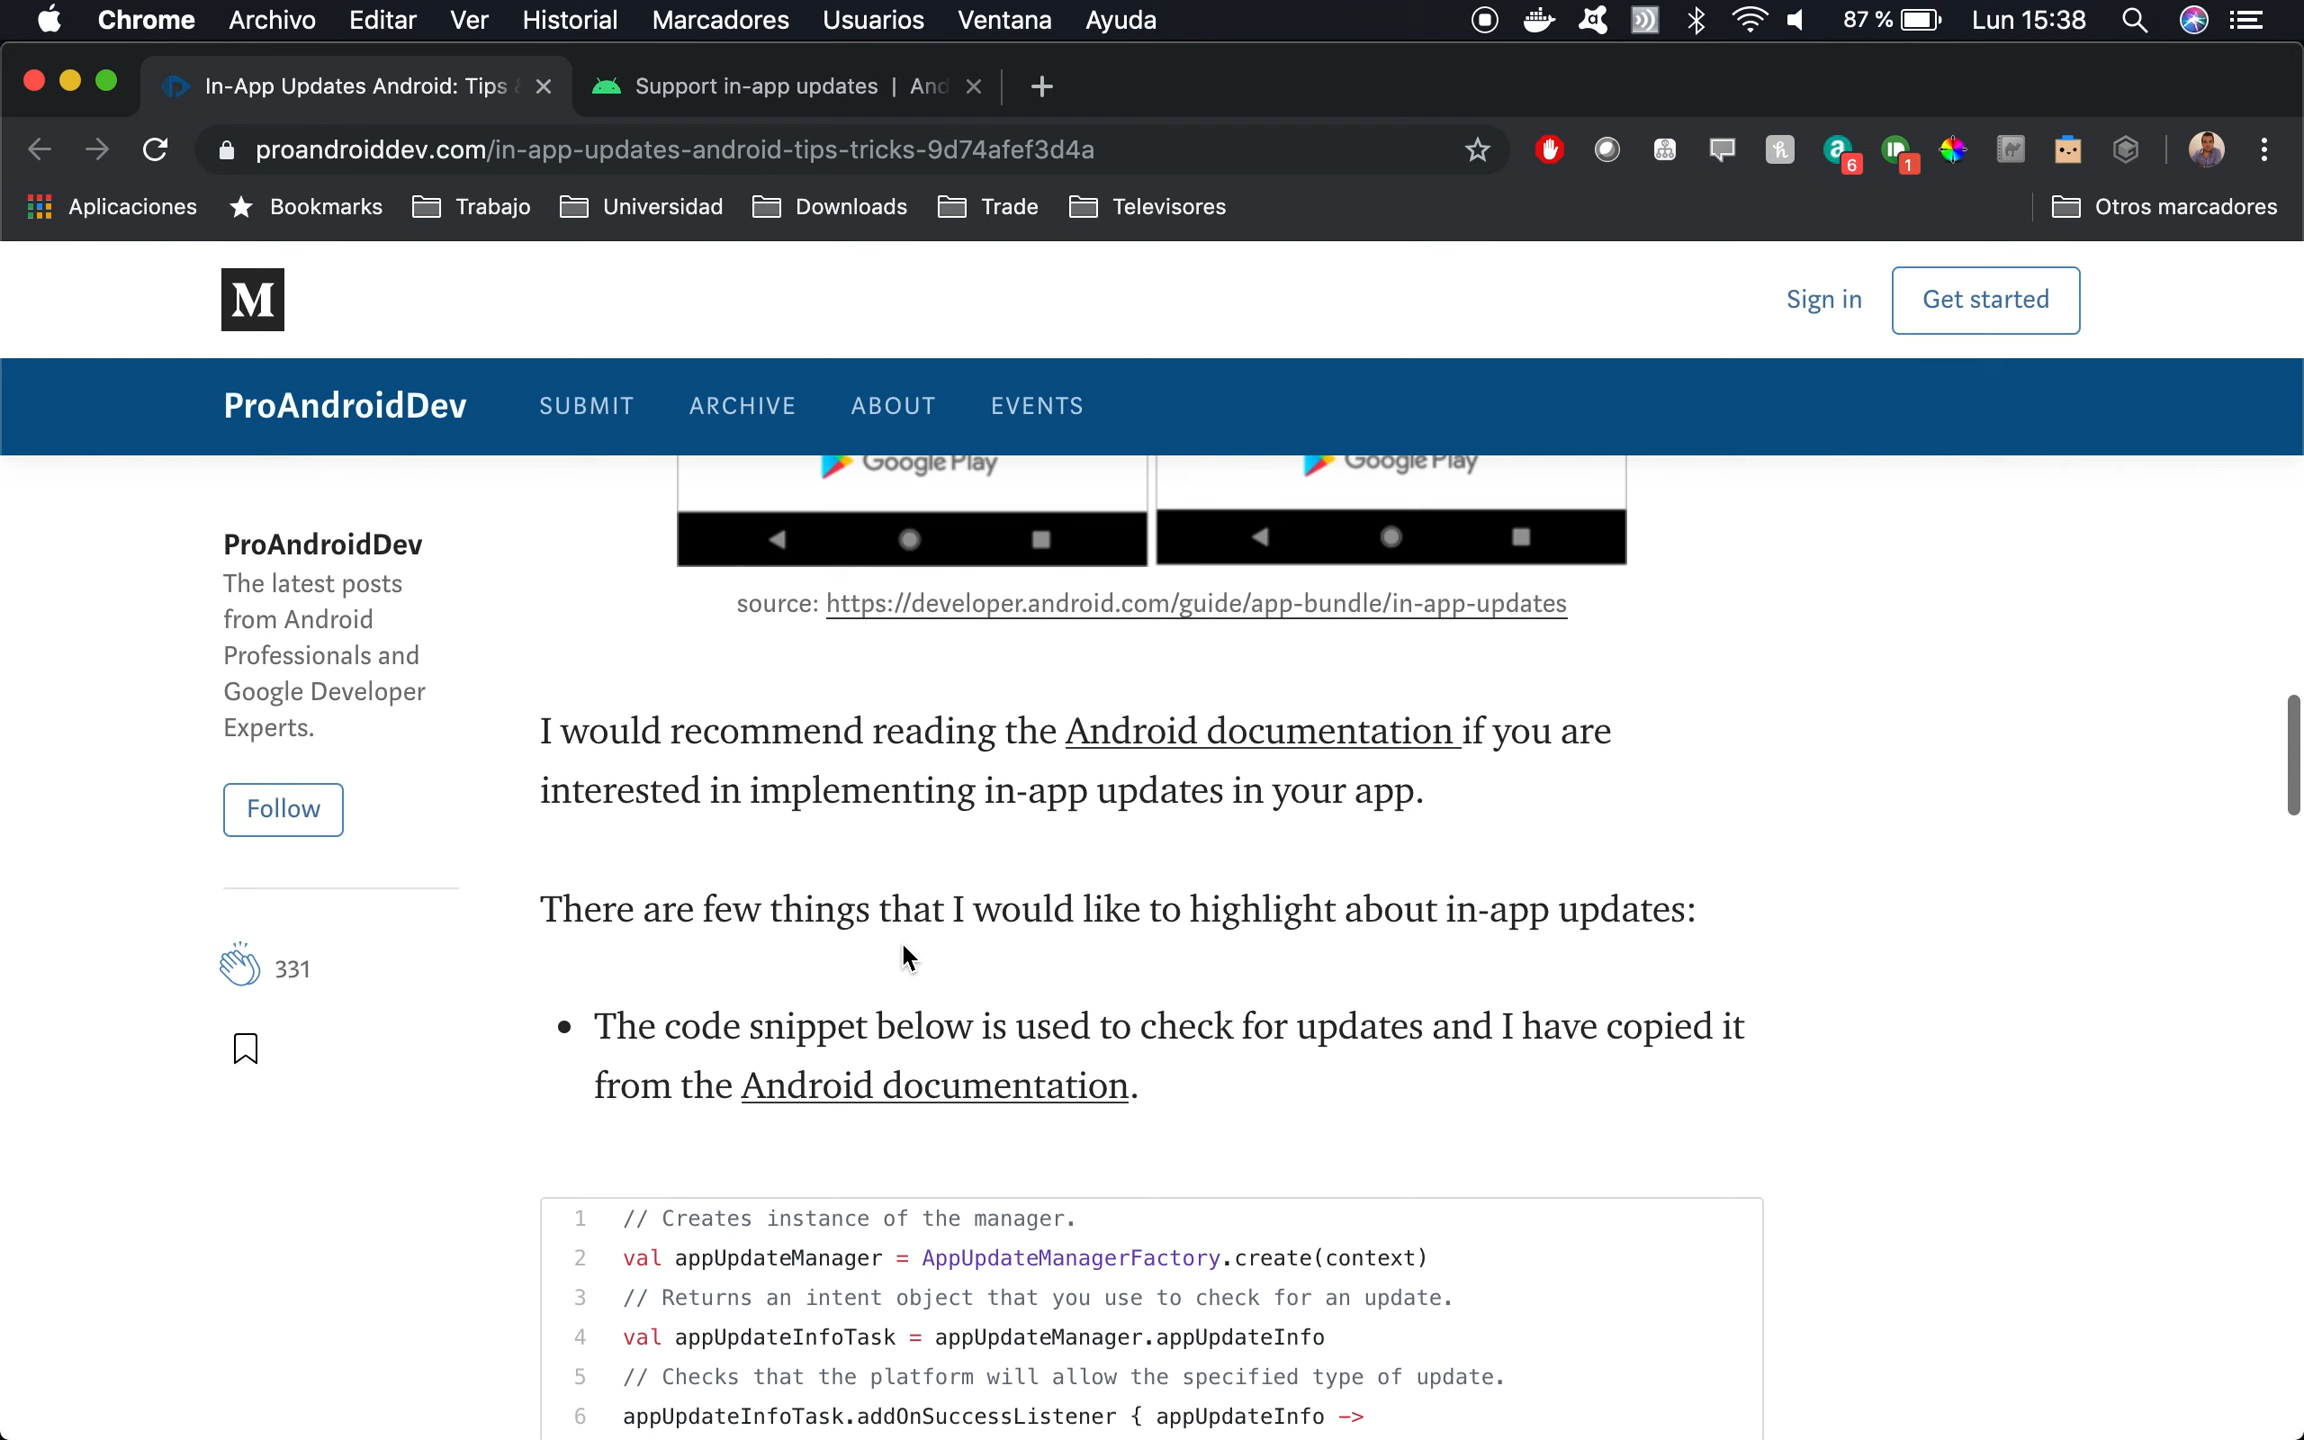 Chrome Archivo Editar Ver Historial Marcadores Usuarios Ventana Ayuda 87 % Lun 15:38
In-App Updates Android: Tips Support in-app updates | And
proandroiddev.com/in-app-updates-android-tips-tricks-9d74afef3d4a 6 1
Aplicaciones Bookmarks Trabajo Universidad Downloads Trade Televisores Otros marcadores
M Sign in Get started
ProAndroidDev SUBMIT ARCHIVE ABOUT EVENTS
Google Play Google Play
source: https://developer.android.com/guide/app-bundle/in-app-updates
ProAndroidDev
The latest posts
from Android
Professionals and
Google Developer
Experts.
Follow
331
I would recommend reading the Android documentation if you are
interested in implementing in-app updates in your app.
There are few things that I would like to highlight about in-app updates:
• The code snippet below is used to check for updates and I have copied it
from the Android documentation.
1 // Creates instance of the manager.
2 val appUpdateManager = AppUpdateManagerFactory.create(context)
3 // Returns an intent object that you use to check for an update.
4 val appUpdateInfoTask = appUpdateManager.appUpdateInfo
5 // Checks that the platform will allow the specified type of update.
6 appUpdateInfoTask.addOnSuccessListener { appUpdateInfo ->